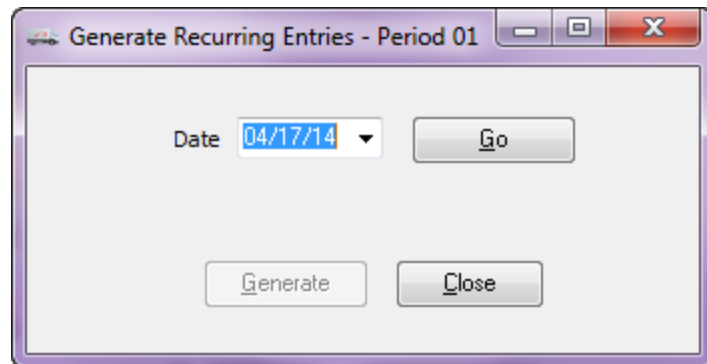 Generate Recurring Entries - Period 01
Date 04/17/14 Go
Generate Close